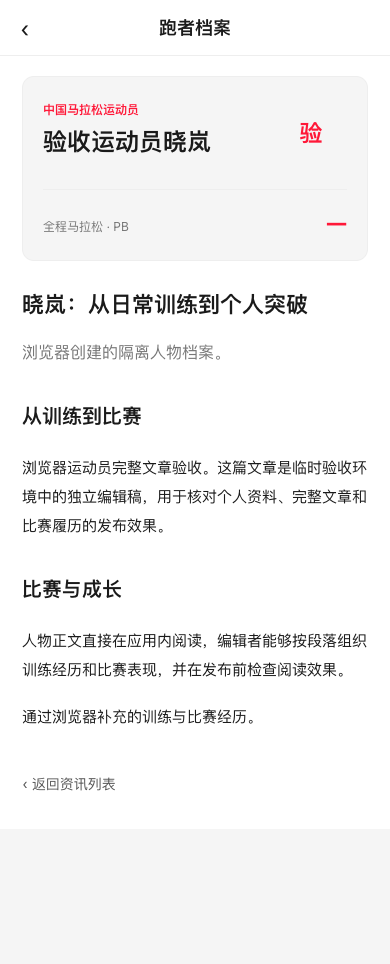 ‹ 跑者档案
中国马拉松运动员
验收运动员晓岚
验
全程马拉松 · PB
—
晓岚：从日常训练到个人突破
浏览器创建的隔离人物档案。
从训练到比赛
浏览器运动员完整文章验收。这篇文章是临时验收环
境中的独立编辑稿，用于核对个人资料、完整文章和
比赛履历的发布效果。
比赛与成长
人物正文直接在应用内阅读，编辑者能够按段落组织
训练经历和比赛表现，并在发布前检查阅读效果。
通过浏览器补充的训练与比赛经历。
‹ 返回资讯列表